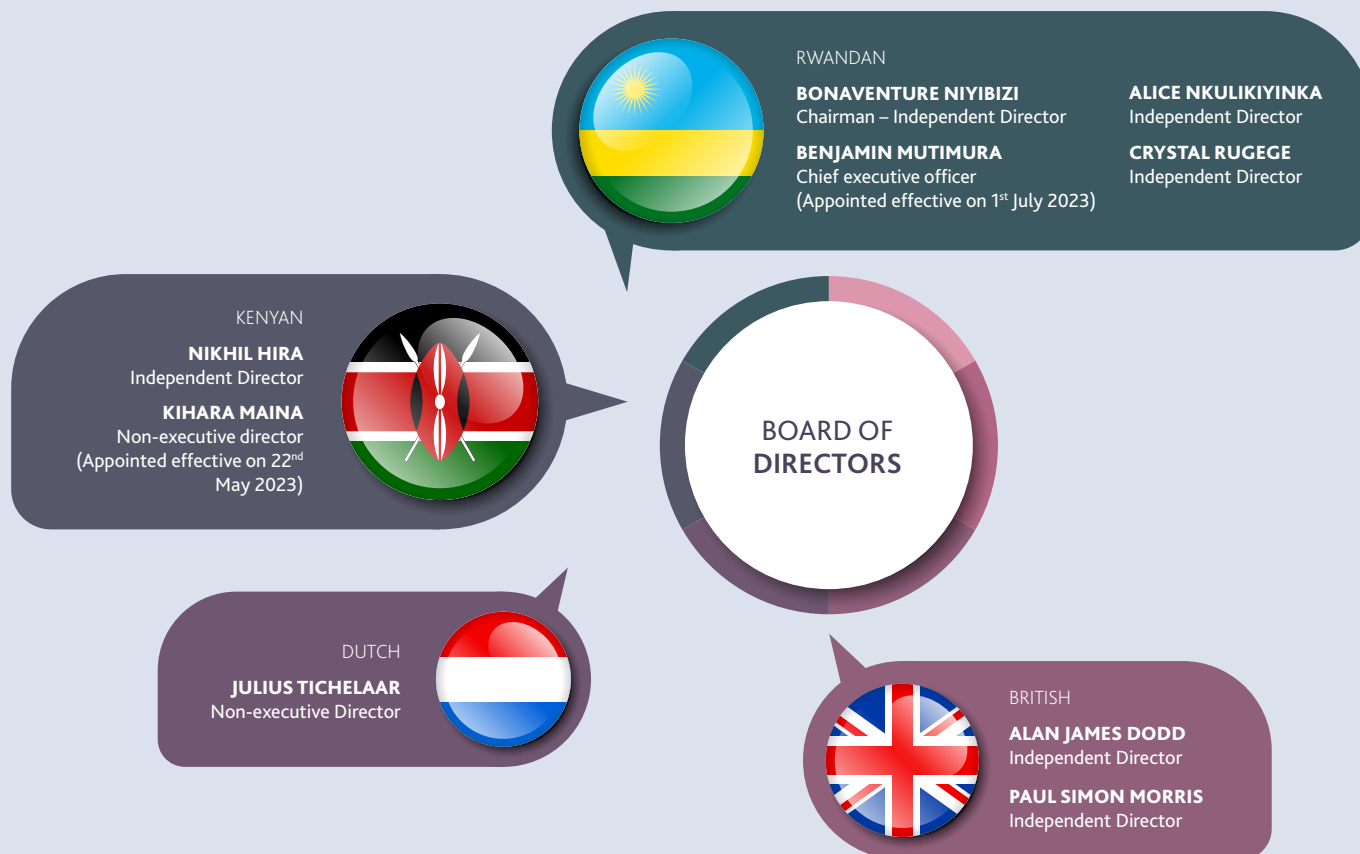 RWANDAN
BONAVENTURE NIYIBIZI
Chairman – Independent Director
BENJAMIN MUTIMURA
Chief executive officer
(Appointed effective on 1st July 2023)
ALICE NKULIKIYINKA
Independent Director
CRYSTAL RUGEGE
Independent Director
KENYAN
NIKHIL HIRA
Independent Director
KIHARA MAINA
Non-executive director
(Appointed effective on 22nd
May 2023)
BOARD OF
DIRECTORS
DUTCH
JULIUS TICHELAAR
Non-executive Director
BRITISH
ALAN JAMES DODD
Independent Director
PAUL SIMON MORRIS
Independent Director